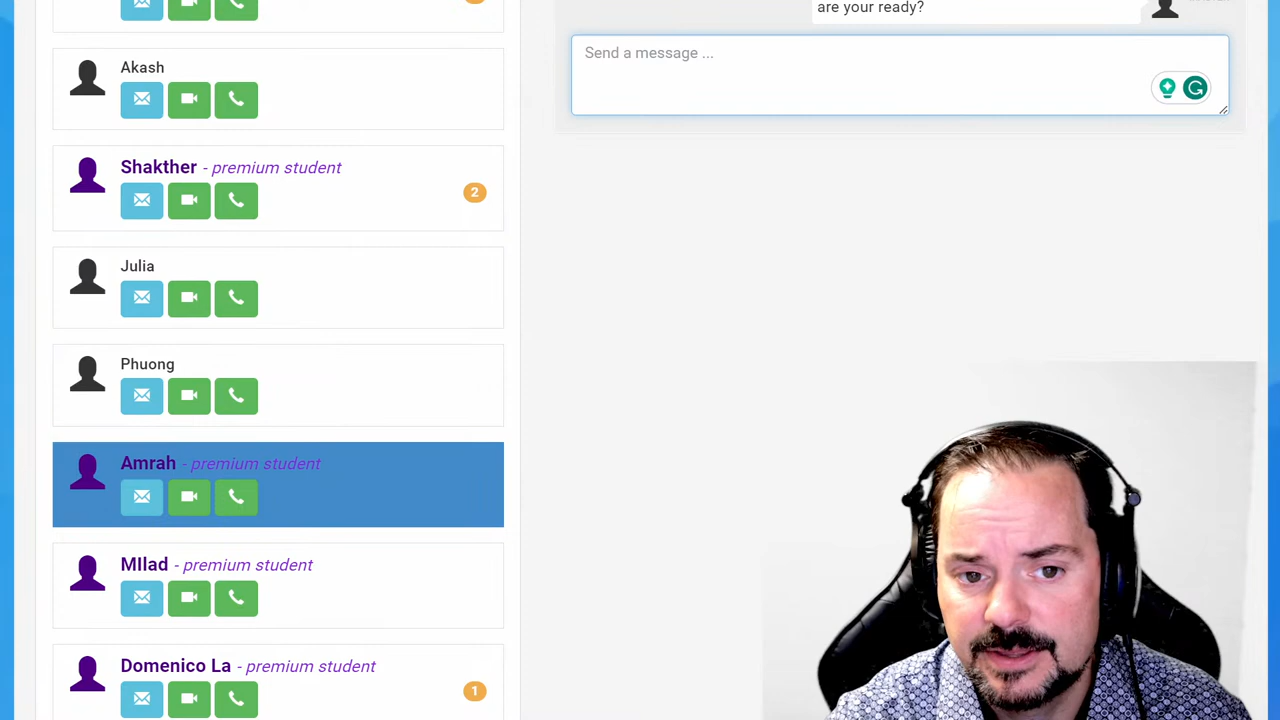 are your ready?
Send a message ...
Akash
Shakther - premium student
2
Julia
Phuong
Amrah - premium student
MIlad - premium student
Domenico La - premium student
1